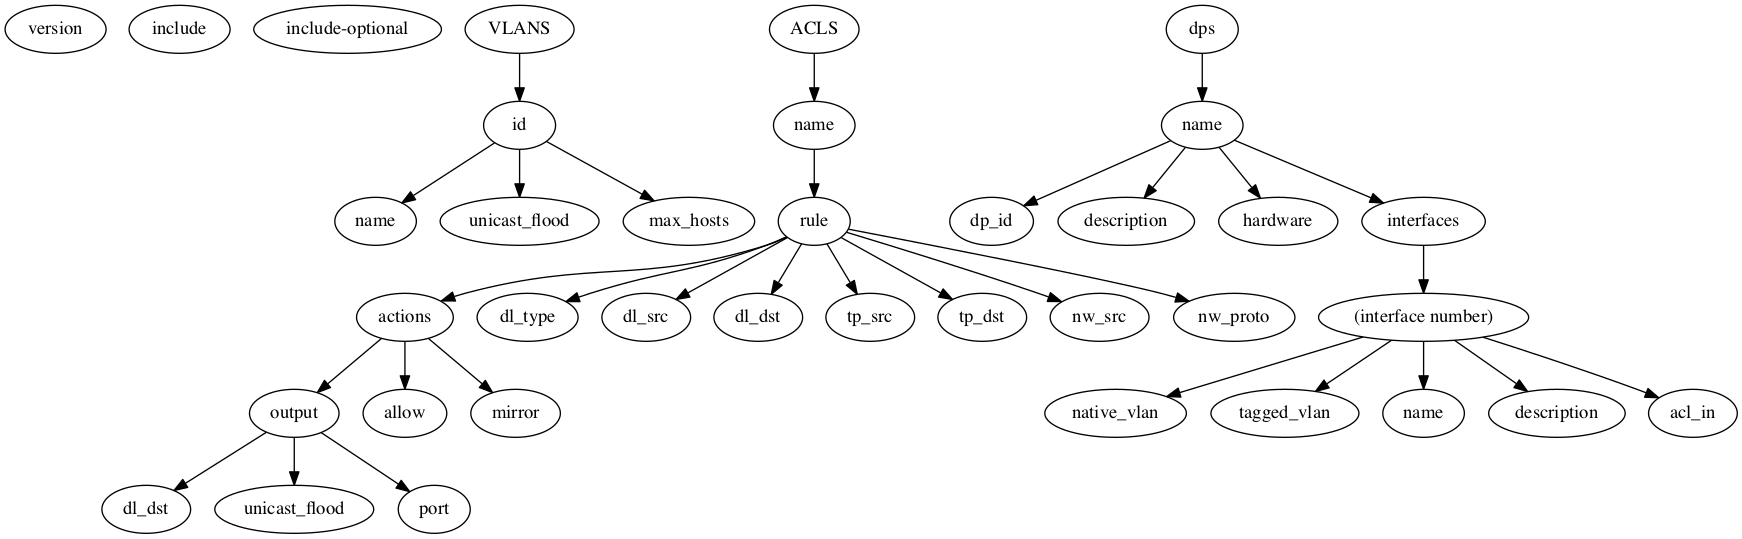 version
include
include-optional
VLANS
ACLS
dps
id
name
name
name
unicast_flood
max_hosts
rule
dp_id
description
hardware
interfaces
actions
dl_type
dl_src
dl_dst
tp_src
tp_dst
nw_src
nw_proto
(interface number)
output
allow
mirror
native_vlan
tagged_vlan
name
description
acl_in
dl_dst
unicast_flood
port